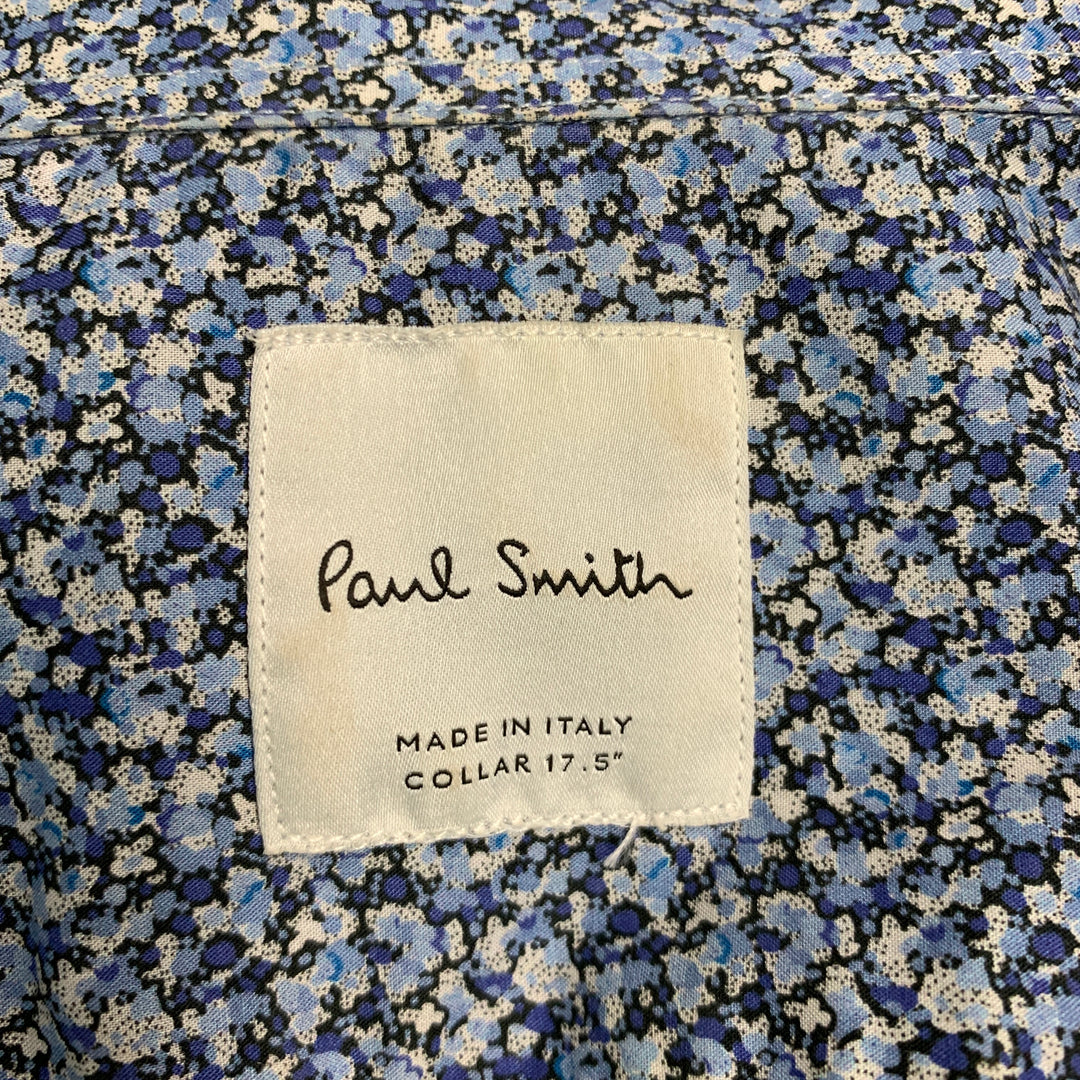 Paul Smith
MADE IN ITALY
COLLAR 17.5"